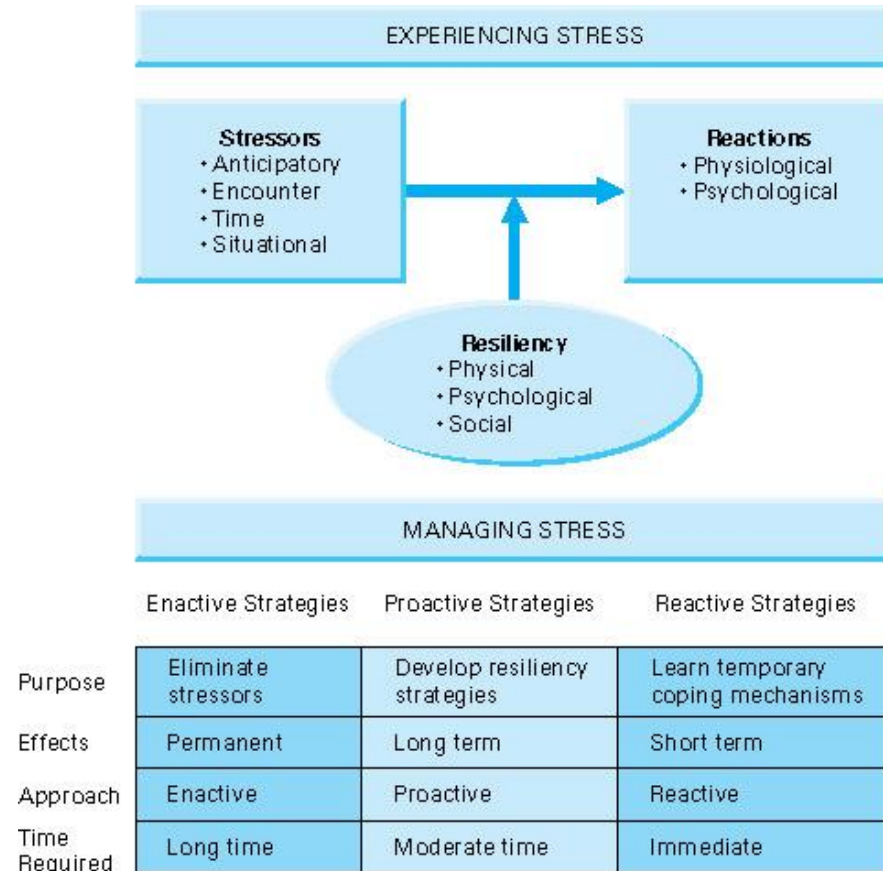 EXPERIENCING STRESS
Stressors
• Anticipatory
• Encounter
• Time
• Situational
Reactions
• Physiological
• Psychological
Resiliency
• Physical
• Psychological
• Social
MANAGING STRESS
Enactive Strategies Proactive Strategies Reactive Strategies
Purpose
Eliminate
stressors
Develop resiliency
strategies
Learn temporary
coping mechanisms
Effects Permanent Long term Short term
Approach Enactive Proactive Reactive
Time
Required
Long time Moderate time Immediate